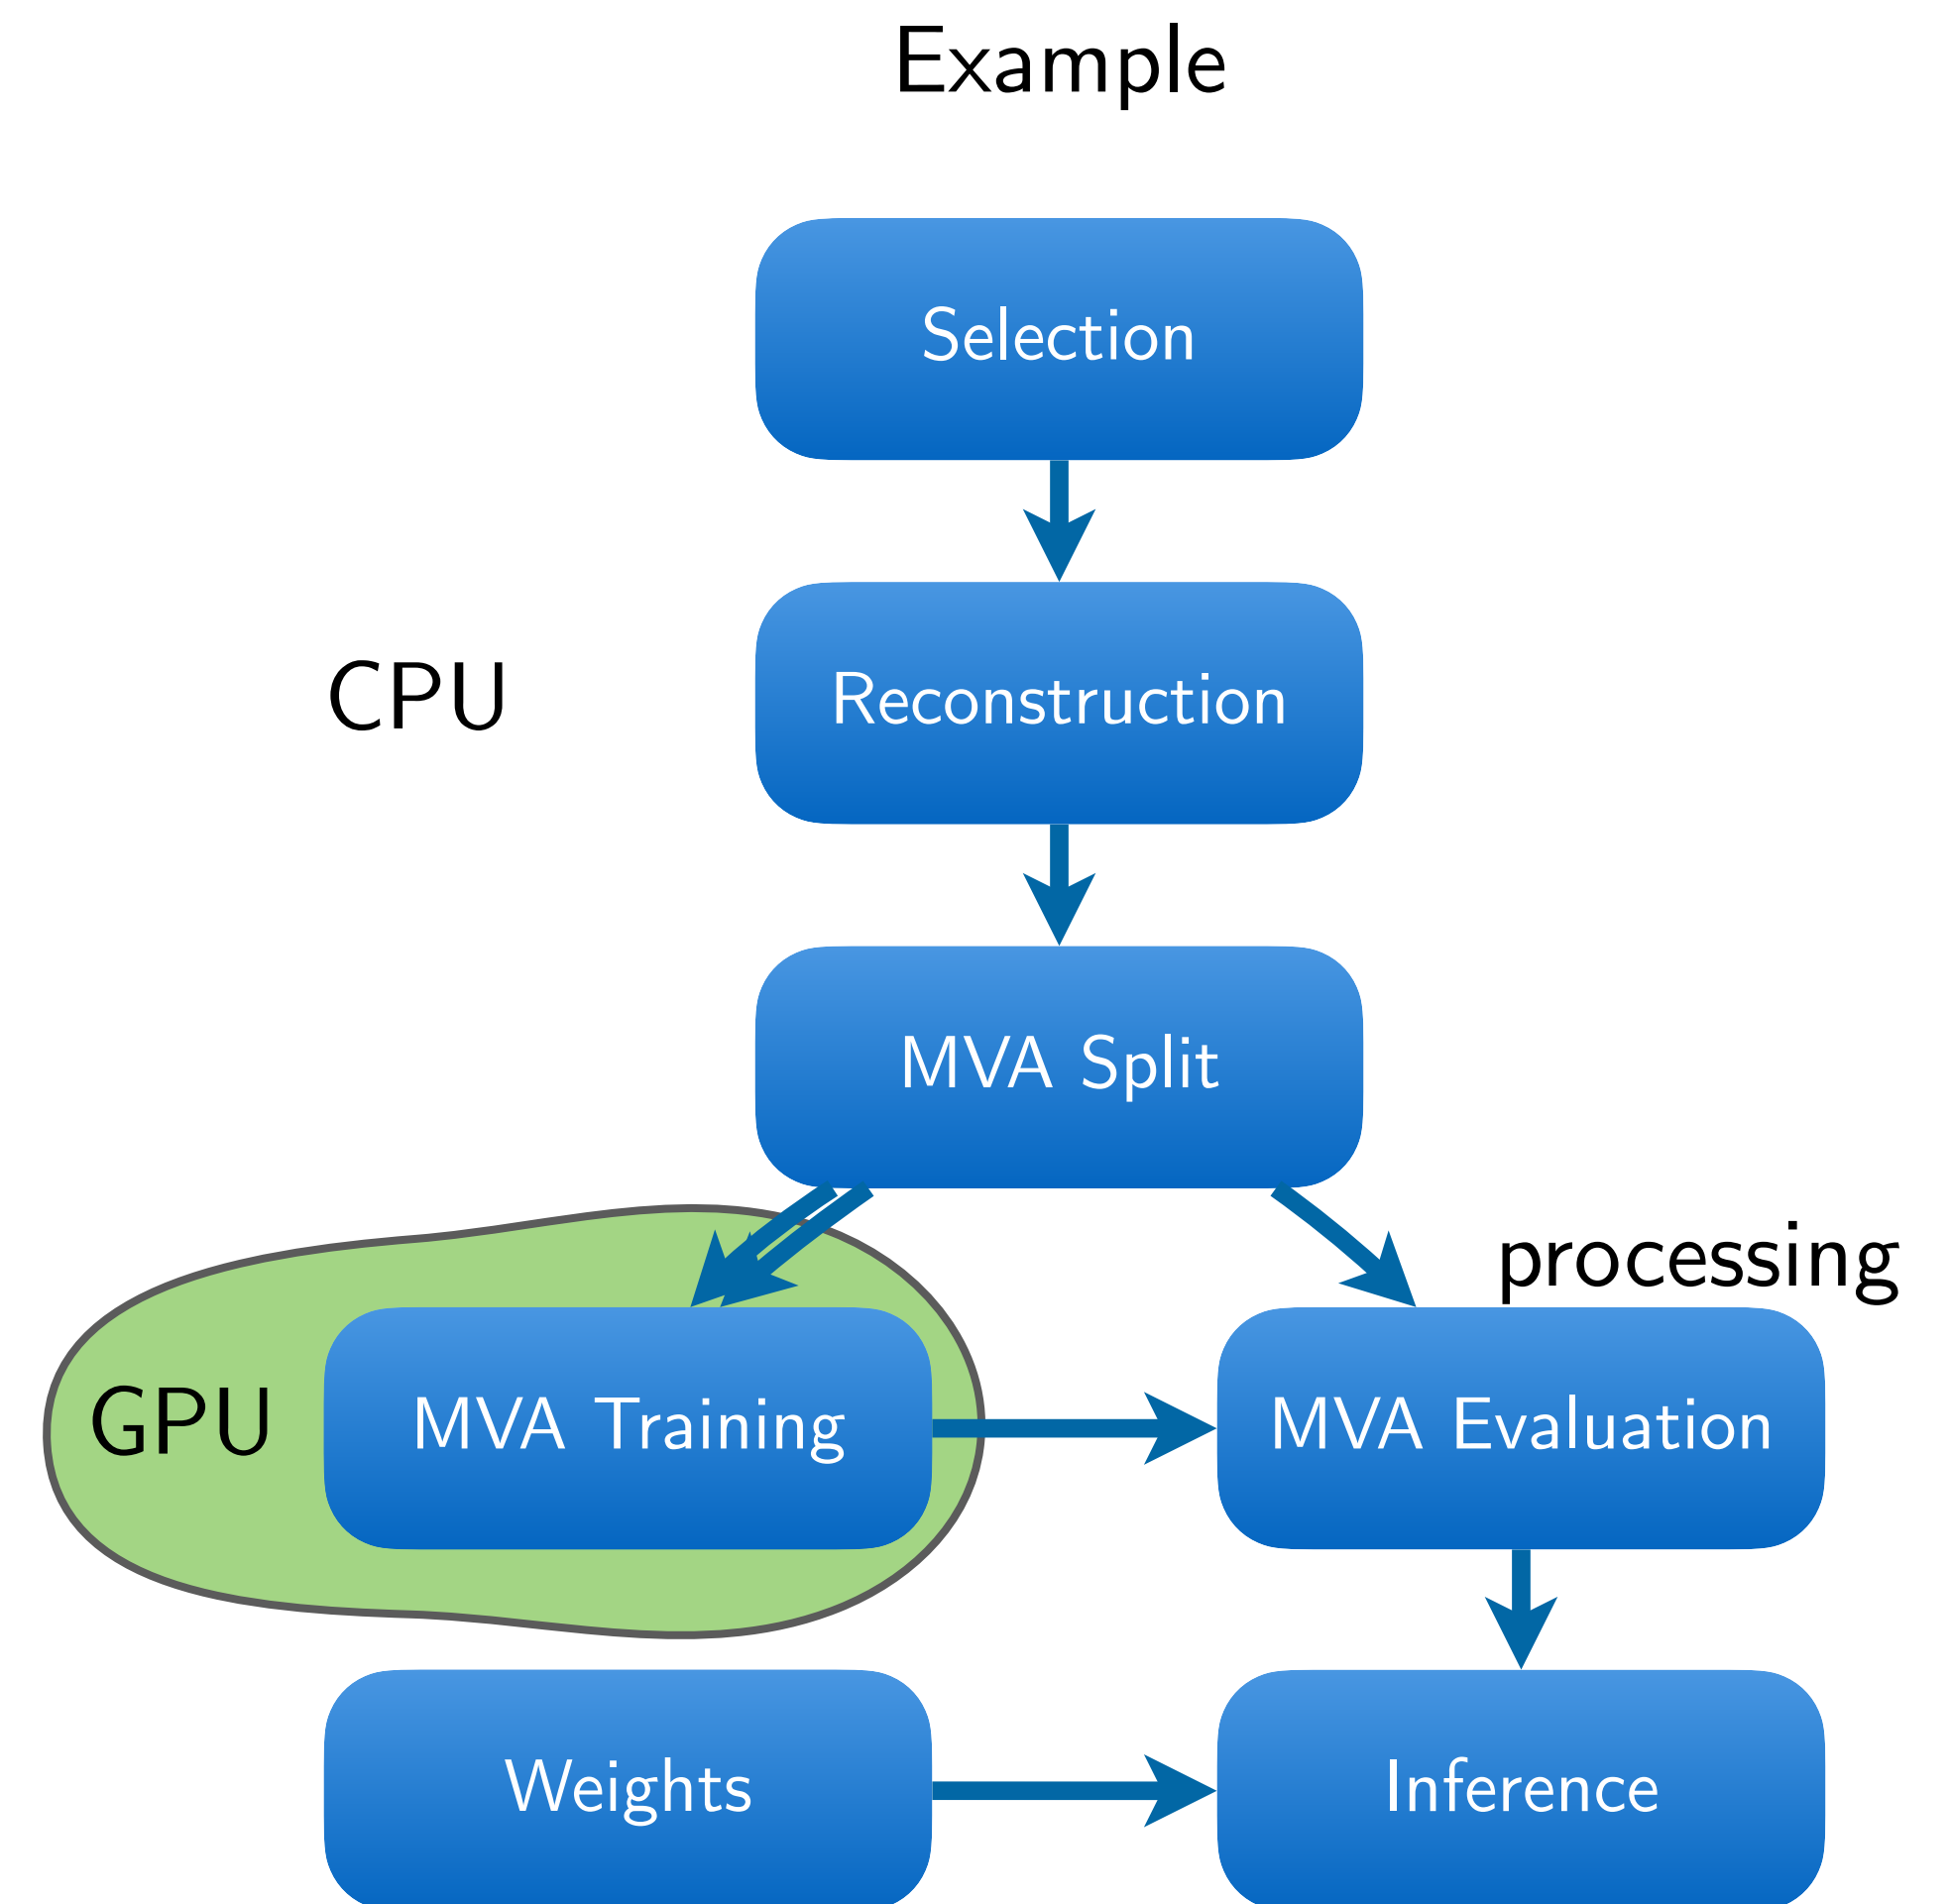 Example
Selection
CPU
Reconstruction
MVA Split
processing
GPU
MVA Training
MVA Evaluation
Weights
Inference